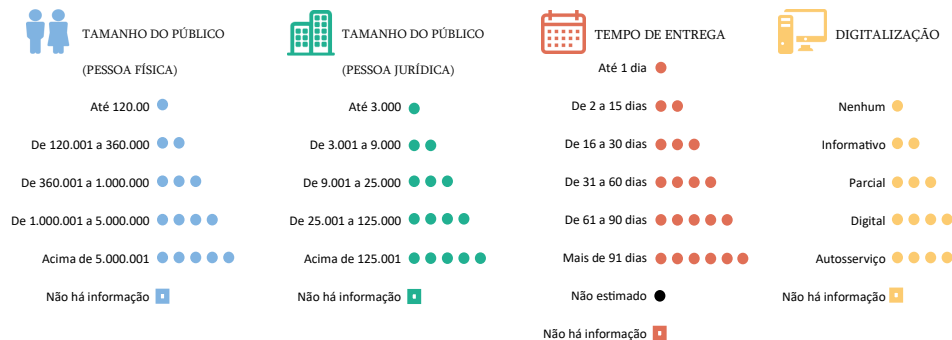 TAMANHO DO PÚBLICO
(PESSOA FÍSICA)
Até 120.00
De 120.001 a 360.000
De 360.001 a 1.000.000
De 1.000.001 a 5.000.000
Acima de 5.000.001
Não há informação
TAMANHO DO PÚBLICO
(PESSOA JURÍDICA)
Até 3.000
De 3.001 a 9.000
De 9.001 a 25.000
De 25.001 a 125.000
Acima de 125.001
Não há informação
TEMPO DE ENTREGA
Até 1 dia
De 2 a 15 dias
De 16 a 30 dias
De 31 a 60 dias
De 61 a 90 dias
Mais de 91 dias
Não estimado
Não há informação
DIGITALIZAÇÃO
Nenhum
Informativo
Parcial
Digital
Autosserviço
Não há informação